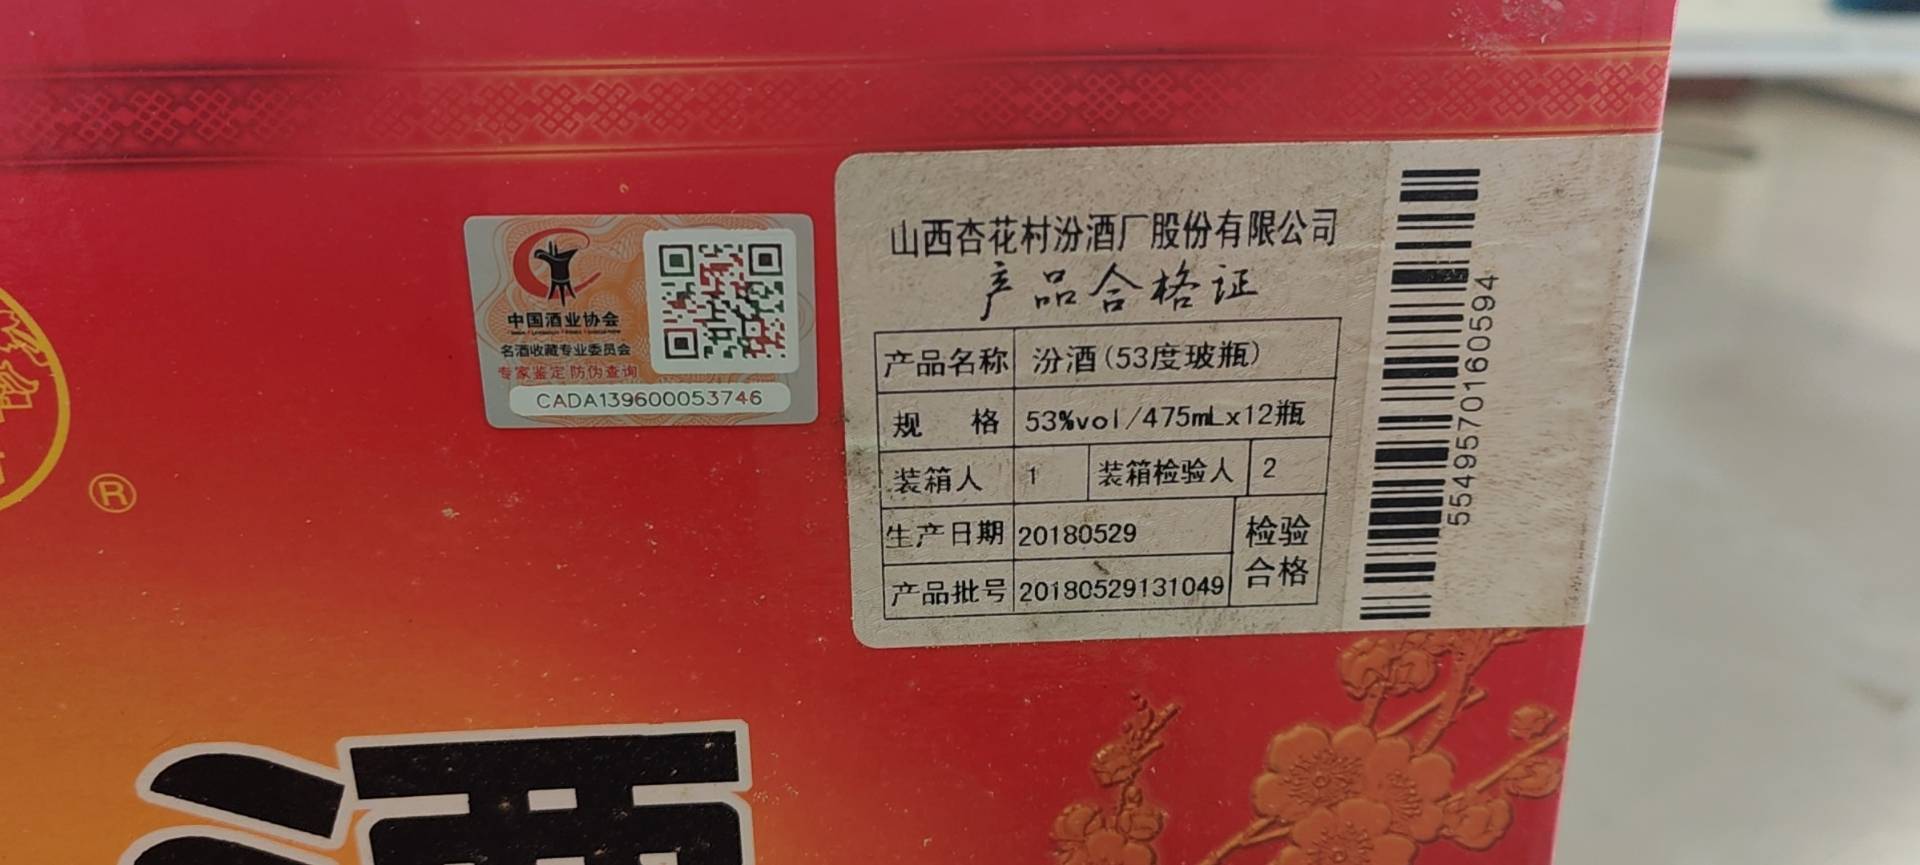 中国酒业协会
名酒收藏专业委员会
专家鉴定 防伪查询
CADA139600053746
山西杏花村汾酒厂股份有限公司
产品合格证
产品名称 汾酒(53度玻瓶)
规 格 53%vol/475mLx12瓶
装箱人 1 装箱检验人 2
生产日期 20180529
检验合格
产品批号 20180529131049
5549570160594
®
酒